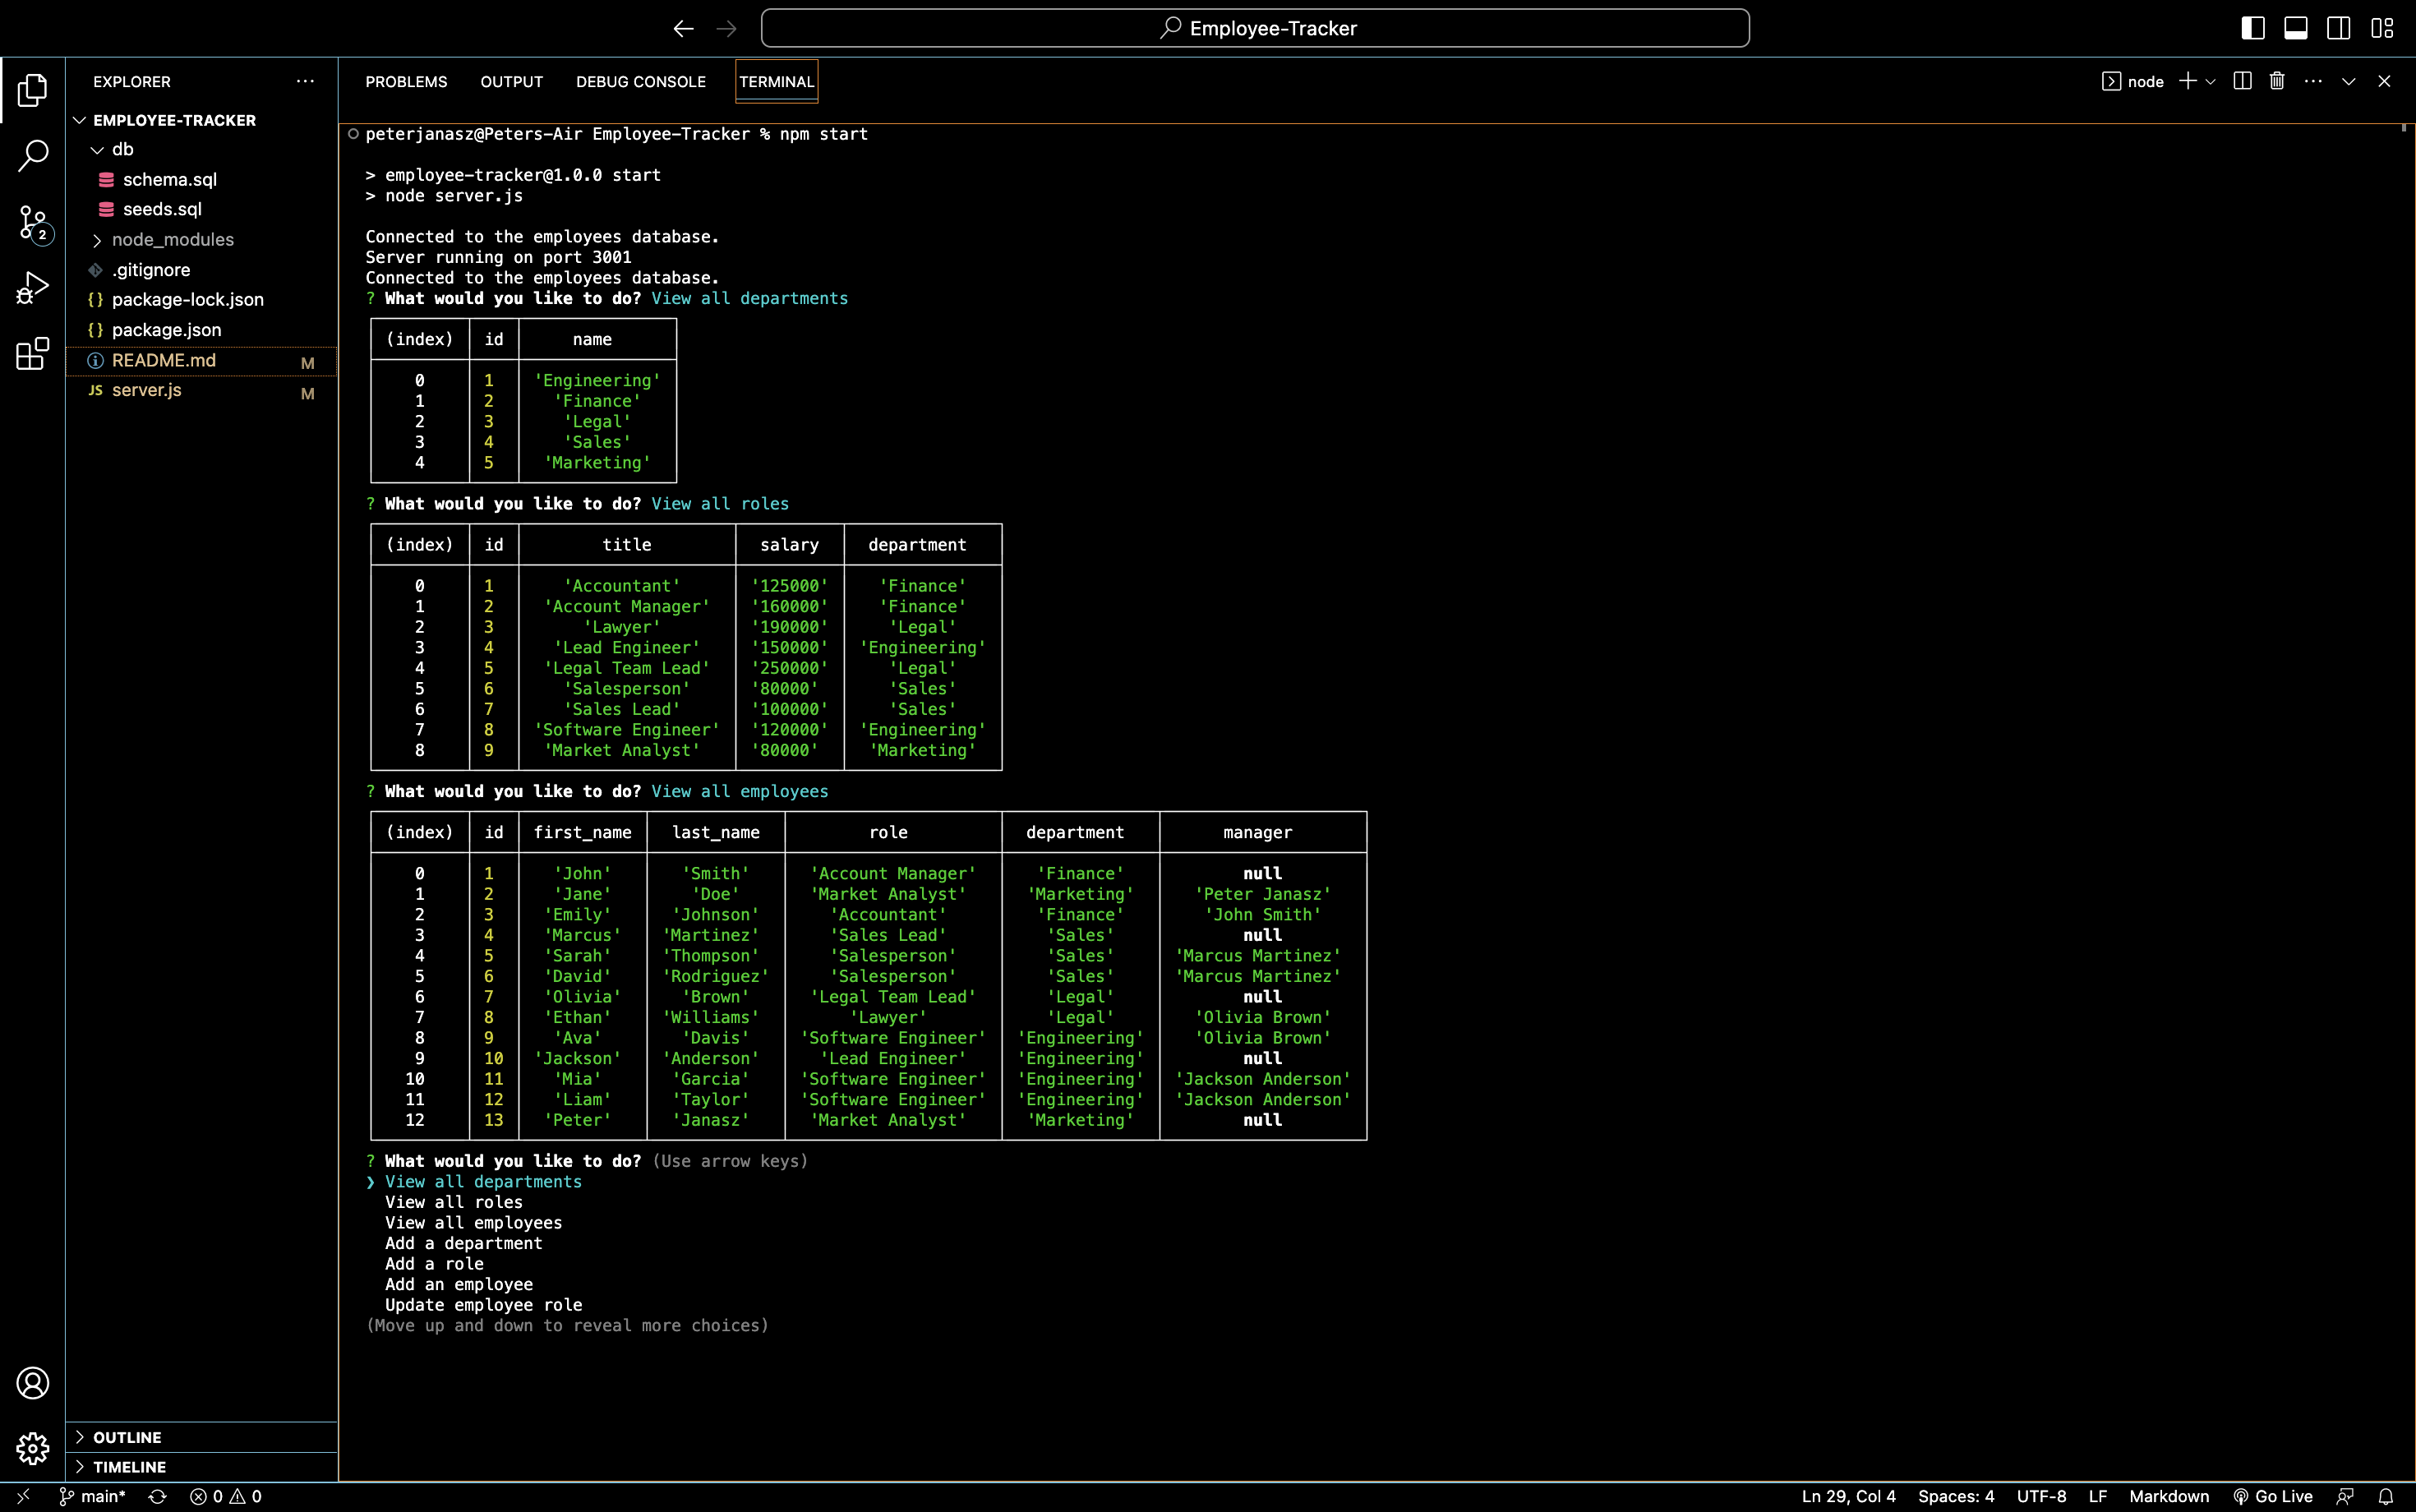 Employee-Tracker
EXPLORER
EMPLOYEE-TRACKER
db
schema.sql
seeds.sql
node_modules
.gitignore
{} package-lock.json
{} package.json
README.md M
JS server.js M
OUTLINE
TIMELINE
2
PROBLEMS OUTPUT DEBUG CONSOLE TERMINAL node
peterjanasz@Peters-Air Employee-Tracker % npm start
> employee-tracker@1.0.0 start
> node server.js
Connected to the employees database.
Server running on port 3001
Connected to the employees database.
? What would you like to do? View all departments
(index) id name
0 1 'Engineering'
1 2 'Finance'
2 3 'Legal'
3 4 'Sales'
4 5 'Marketing'
? What would you like to do? View all roles
(index) id title salary department
0 1 'Accountant' '125000' 'Finance'
1 2 'Account Manager' '160000' 'Finance'
2 3 'Lawyer' '190000' 'Legal'
3 4 'Lead Engineer' '150000' 'Engineering'
4 5 'Legal Team Lead' '250000' 'Legal'
5 6 'Salesperson' '80000' 'Sales'
6 7 'Sales Lead' '100000' 'Sales'
7 8 'Software Engineer' '120000' 'Engineering'
8 9 'Market Analyst' '80000' 'Marketing'
? What would you like to do? View all employees
(index) id first_name last_name role department manager
0 1 'John' 'Smith' 'Account Manager' 'Finance' null
1 2 'Jane' 'Doe' 'Market Analyst' 'Marketing' 'Peter Janasz'
2 3 'Emily' 'Johnson' 'Accountant' 'Finance' 'John Smith'
3 4 'Marcus' 'Martinez' 'Sales Lead' 'Sales' null
4 5 'Sarah' 'Thompson' 'Salesperson' 'Sales' 'Marcus Martinez'
5 6 'David' 'Rodriguez' 'Salesperson' 'Sales' 'Marcus Martinez'
6 7 'Olivia' 'Brown' 'Legal Team Lead' 'Legal' null
7 8 'Ethan' 'Williams' 'Lawyer' 'Legal' 'Olivia Brown'
8 9 'Ava' 'Davis' 'Software Engineer' 'Engineering' 'Olivia Brown'
9 10 'Jackson' 'Anderson' 'Lead Engineer' 'Engineering' null
10 11 'Mia' 'Garcia' 'Software Engineer' 'Engineering' 'Jackson Anderson'
11 12 'Liam' 'Taylor' 'Software Engineer' 'Engineering' 'Jackson Anderson'
12 13 'Peter' 'Janasz' 'Market Analyst' 'Marketing' null
? What would you like to do? (Use arrow keys)
❯ View all departments
View all roles
View all employees
Add a department
Add a role
Add an employee
Update employee role
(Move up and down to reveal more choices)
main* 0 0 Ln 29, Col 4 Spaces: 4 UTF-8 LF Markdown Go Live